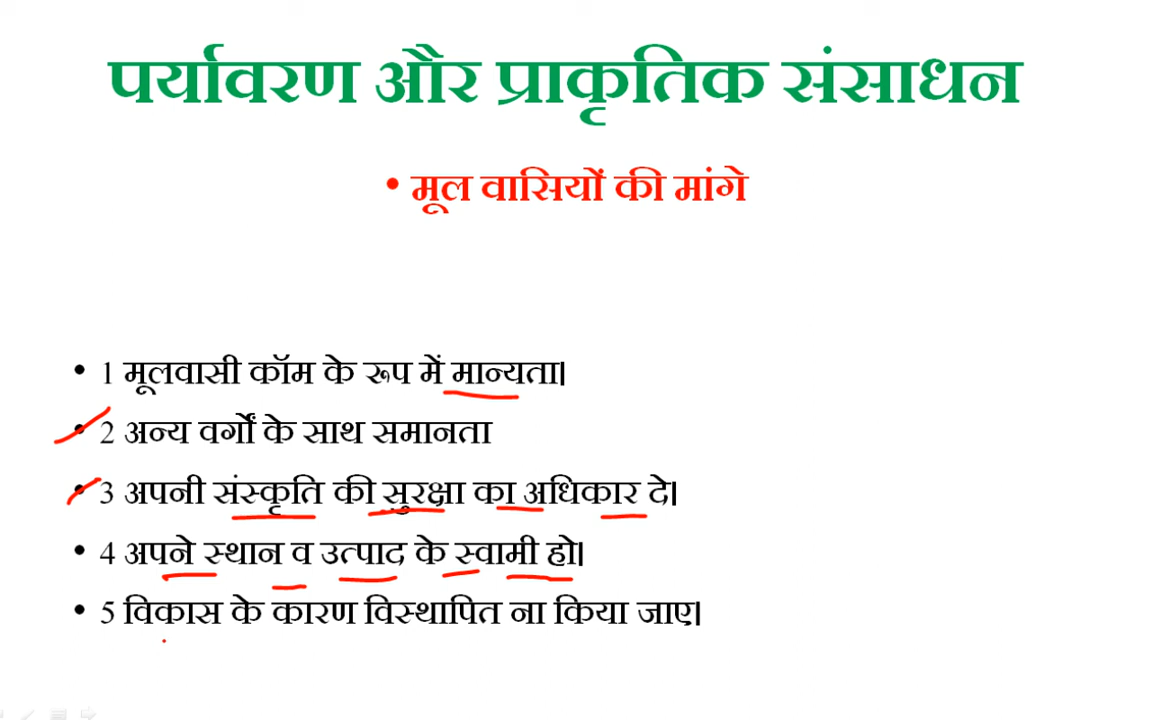 पर्यावरण और प्राकृतिक संसाधन
• मूल वासियों की मांगे
• 1 मूलवासी कॉम के रूप में मान्यता।
• 2 अन्य वर्गों के साथ समानता
• 3 अपनी संस्कृति की सुरक्षा का अधिकार दे।
• 4 अपने स्थान व उत्पाद के स्वामी हो।
• 5 विकास के कारण विस्थापित ना किया जाए।